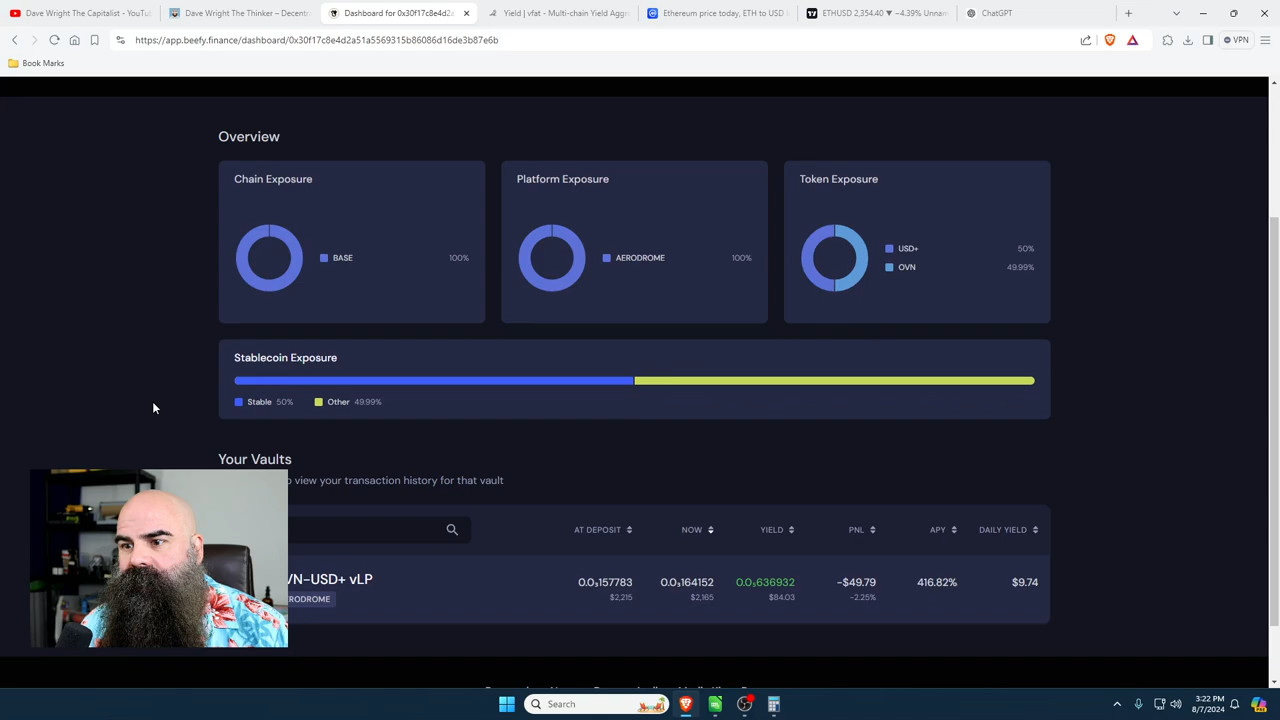 Dave Wright The Capitalist - YouTu
Dave Wright The Thinker – Decentr
Dashboard for 0x30f17c8e4d2a
Yield | vfat - Multi-chain Yield Aggr
Ethereum price today, ETH to USD l
ETHUSD 2,354.40 ▼ −4.39% Unnam
ChatGPT
https://app.beefy.finance/dashboard/0x30f17c8e4d2a51a5569315b86086d16de3b87e6b
VPN
Book Marks
Overview
Chain Exposure
BASE 100%
Platform Exposure
AERODROME 100%
Token Exposure
USD+ 50%
OVN 49.99%
Stablecoin Exposure
Stable 50% Other 49.99%
Your Vaults
o view your transaction history for that vault
AT DEPOSIT NOW YIELD PNL APY DAILY YIELD
VN-USD+ vLP 0.0₃157783 0.0₃164152 0.0₅636932 -$49.79 416.82% $9.74
RODROME $2,215 $2,165 $84.03 -2.25%
Search
3:22 PM
8/7/2024